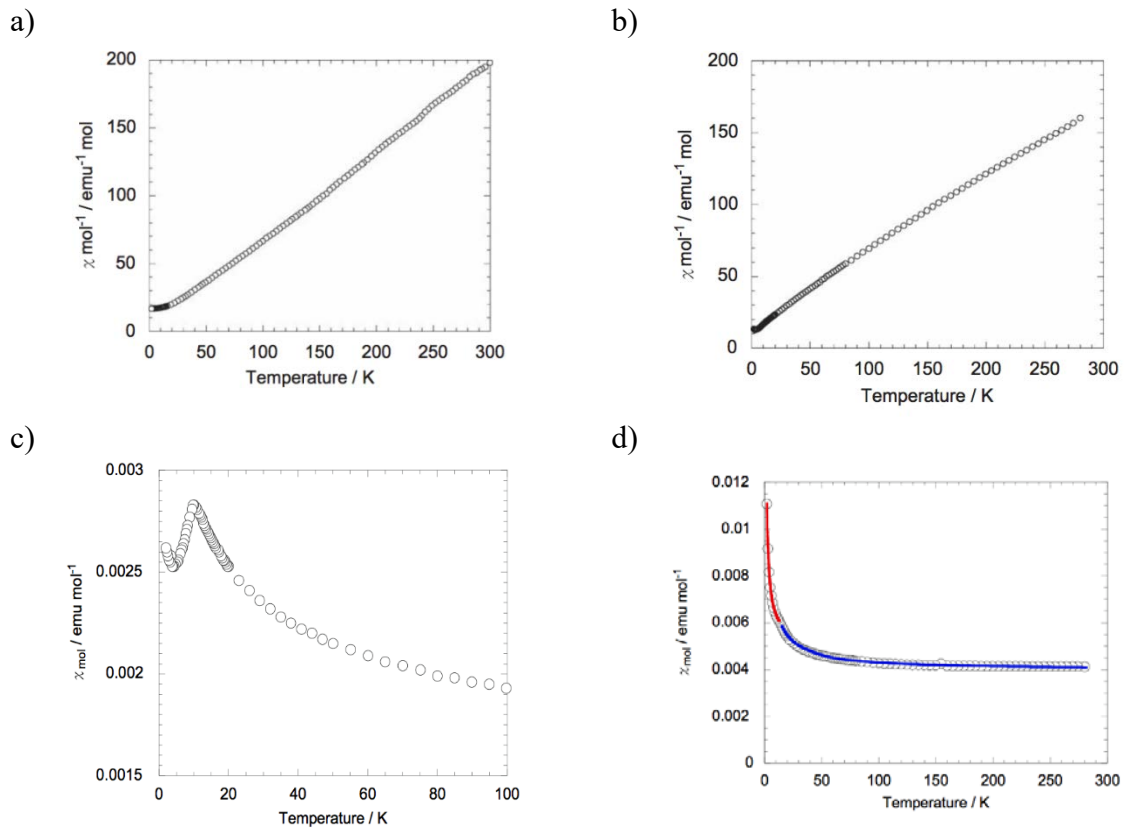 a)
200
150
100
50
0
χ mol⁻¹ / emu⁻¹ mol
0 50 100 150 200 250 300
Temperature / K
b)
200
150
100
50
0
χ mol⁻¹ / emu⁻¹ mol
0 50 100 150 200 250 300
Temperature / K
c)
0.003
0.0025
0.002
0.0015
χmol / emu mol⁻¹
0 20 40 60 80 100
Temperature / K
d)
0.012
0.01
0.008
0.006
0.004
0.002
0
χmol / emu mol⁻¹
0 50 100 150 200 250 300
Temperature / K